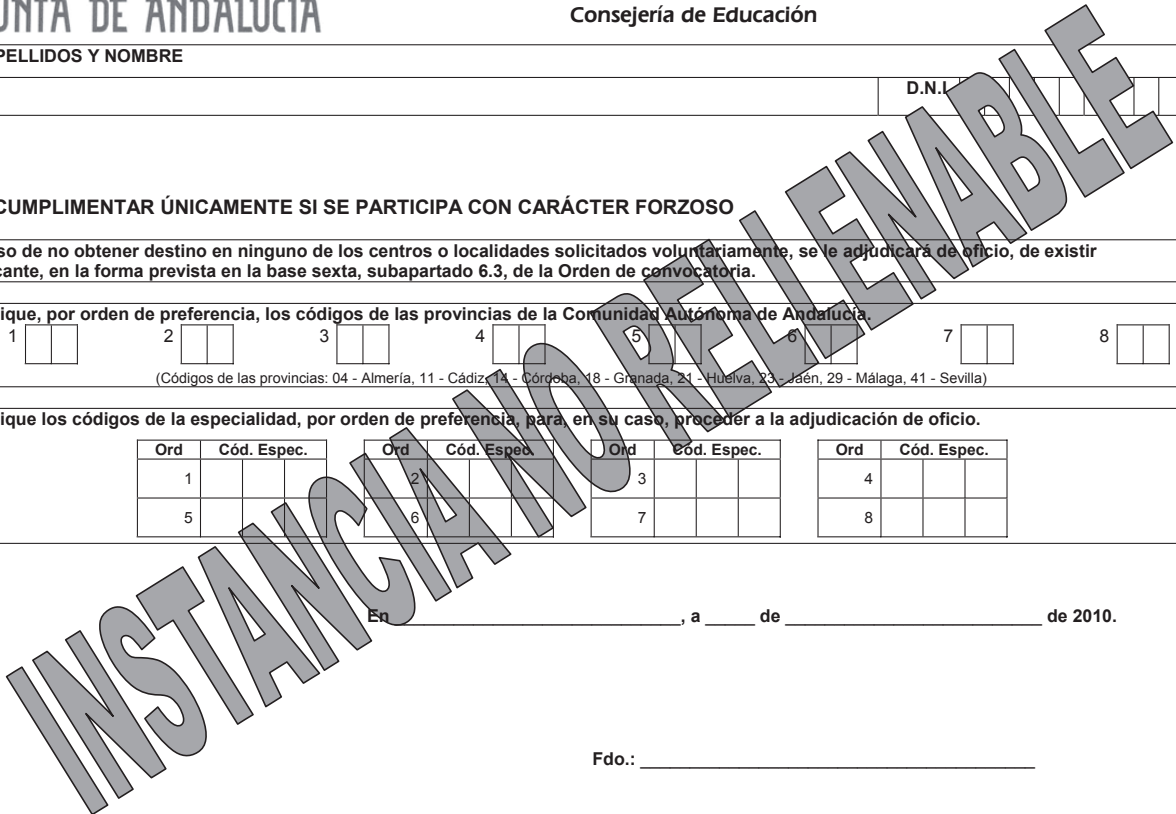 UNTA DE ANDALUCIA
Consejería de Educación
PELLIDOS Y NOMBRE
D.N.I.
CUMPLIMENTAR ÚNICAMENTE SI SE PARTICIPA CON CARÁCTER FORZOSO
so de no obtener destino en ninguno de los centros o localidades solicitados voluntariamente, se le adjudicará de oficio, de existir
cante, en la forma prevista en la base sexta, subapartado 6.3, de la Orden de convocatoria.
ique, por orden de preferencia, los códigos de las provincias de la Comunidad Autónoma de Andalucía.
1 2 3 4 5 6 7 8
(Códigos de las provincias: 04 - Almería, 11 - Cádiz, 14 - Córdoba, 18 - Granada, 21 - Huelva, 23 - Jaén, 29 - Málaga, 41 - Sevilla)
ique los códigos de la especialidad, por orden de preferencia, para, en su caso, proceder a la adjudicación de oficio.
Ord Cód. Espec. Ord Cód. Espec. Ord Cód. Espec. Ord Cód. Espec.
1 2 3 4
5 6 7 8
En ____________________________, a _____ de __________________________ de 2010.
Fdo.: ________________________________________
INSTANCIA NO RELLENABLE